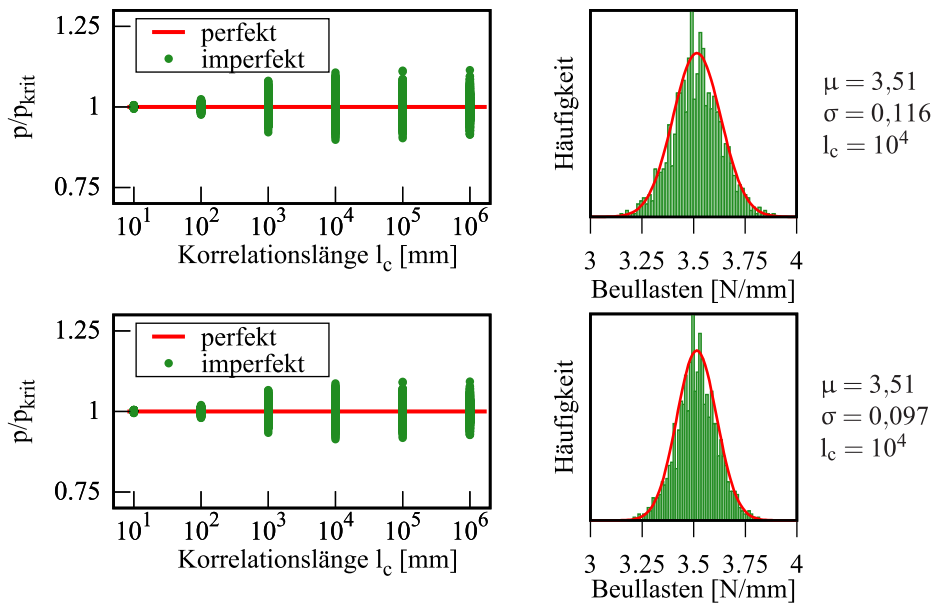 1.25
1
0.75
p/p_krit
perfekt
imperfekt
10^1 10^2 10^3 10^4 10^5 10^6
Korrelationslänge l_c [mm]
Häufigkeit
3 3.25 3.5 3.75 4
Beullasten [N/mm]
μ = 3,51
σ = 0,116
l_c = 10^4
1.25
1
0.75
p/p_krit
perfekt
imperfekt
10^1 10^2 10^3 10^4 10^5 10^6
Korrelationslänge l_c [mm]
Häufigkeit
3 3.25 3.5 3.75 4
Beullasten [N/mm]
μ = 3,51
σ = 0,097
l_c = 10^4